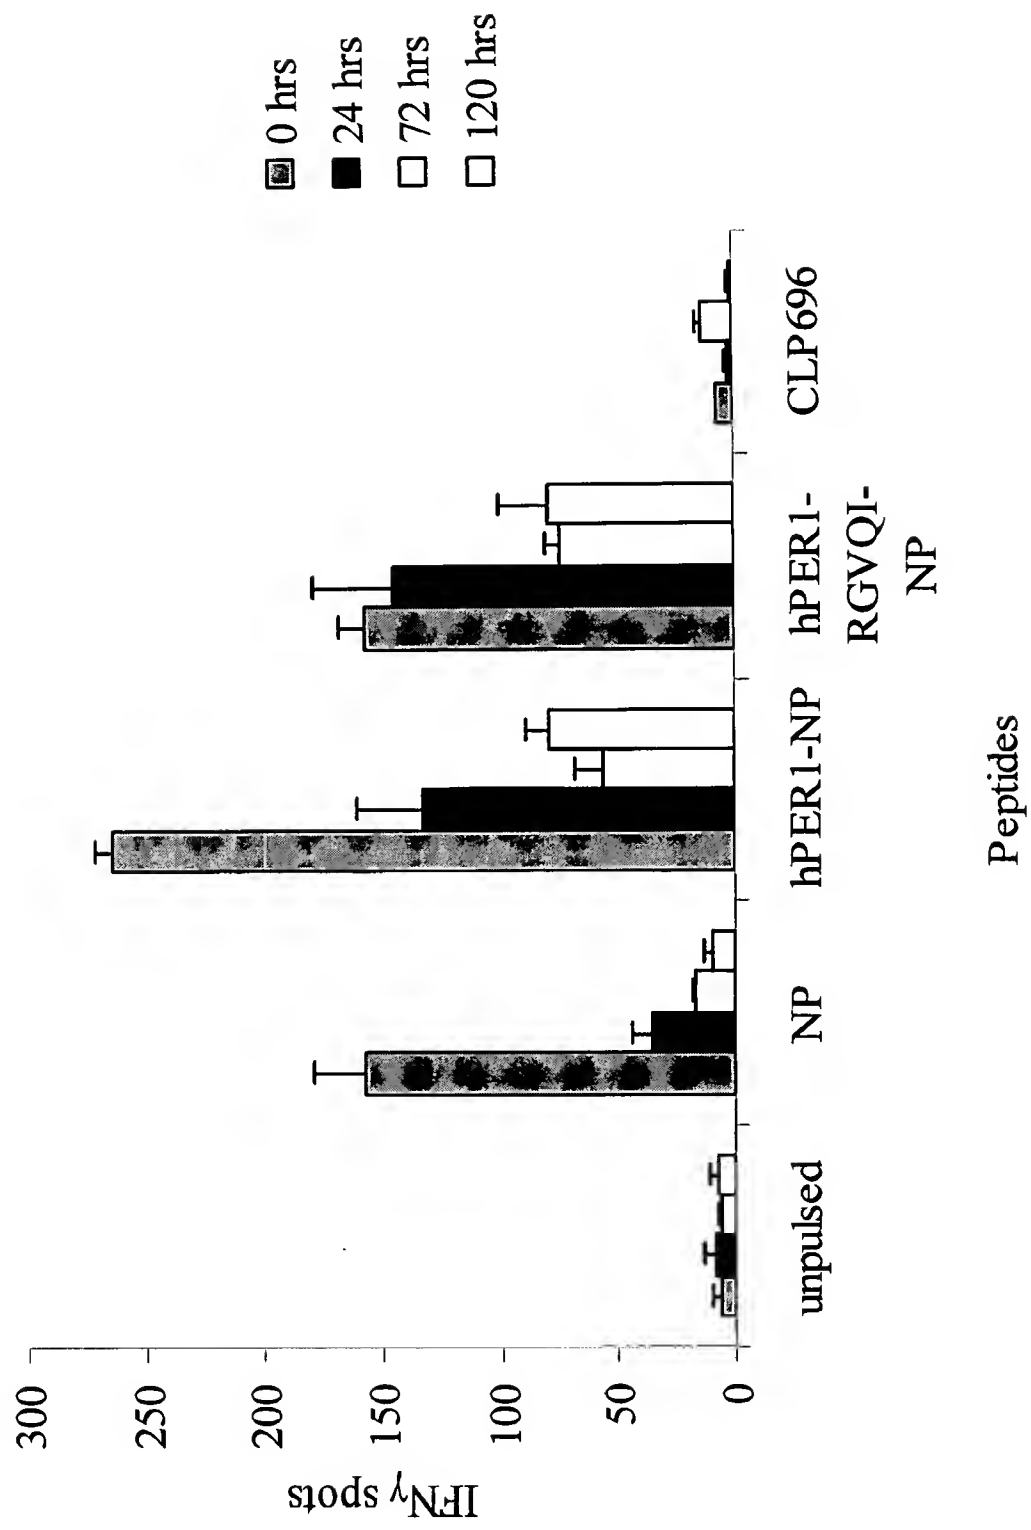 300
250
200
150
100
50
0
IFNγ spots
unpulsed
NP
hPER1-NP
hPER1-
RGVQI-
NP
CLP696
Peptides
0 hrs
24 hrs
72 hrs
120 hrs